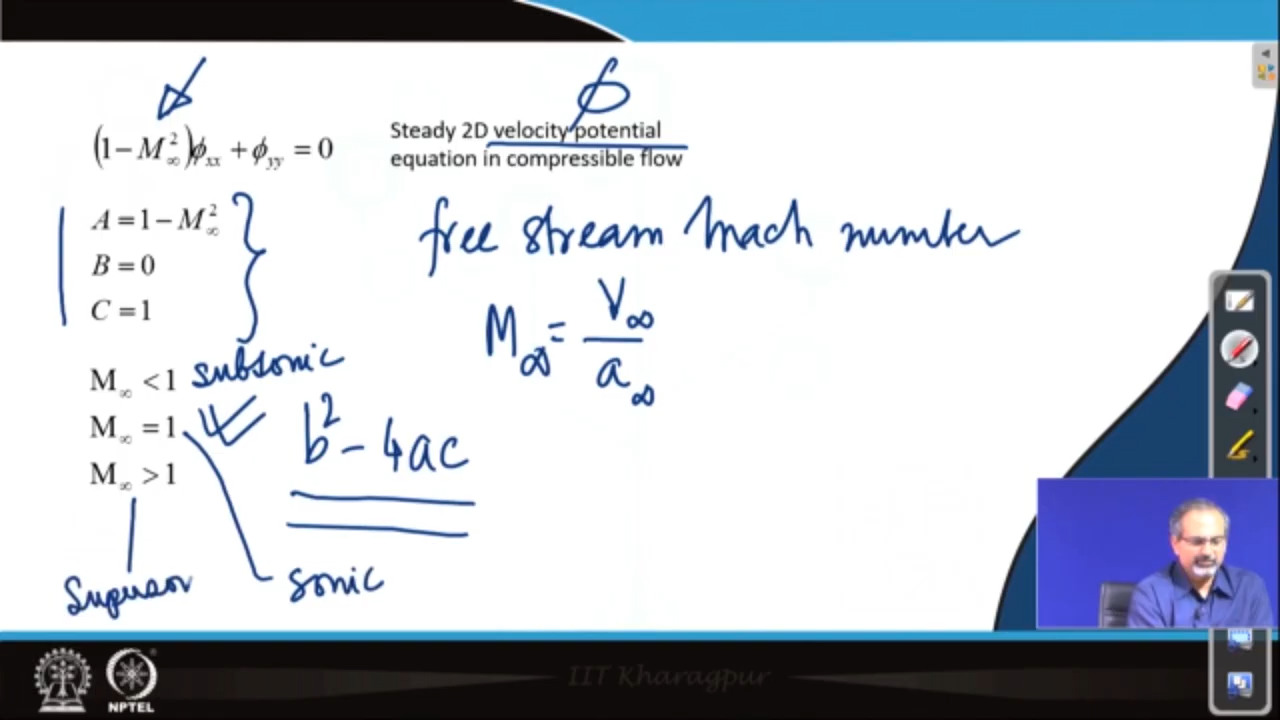 ϕ
(1−M∞²)ϕxx + ϕyy = 0
Steady 2D velocity potential
equation in compressible flow
A = 1 − M∞²
B = 0
C = 1
free stream Mach number
M∞ = V∞ / a∞
M∞ < 1 subsonic
M∞ = 1
M∞ > 1
b² − 4ac
sonic
IIT Kharagpur
NPTEL